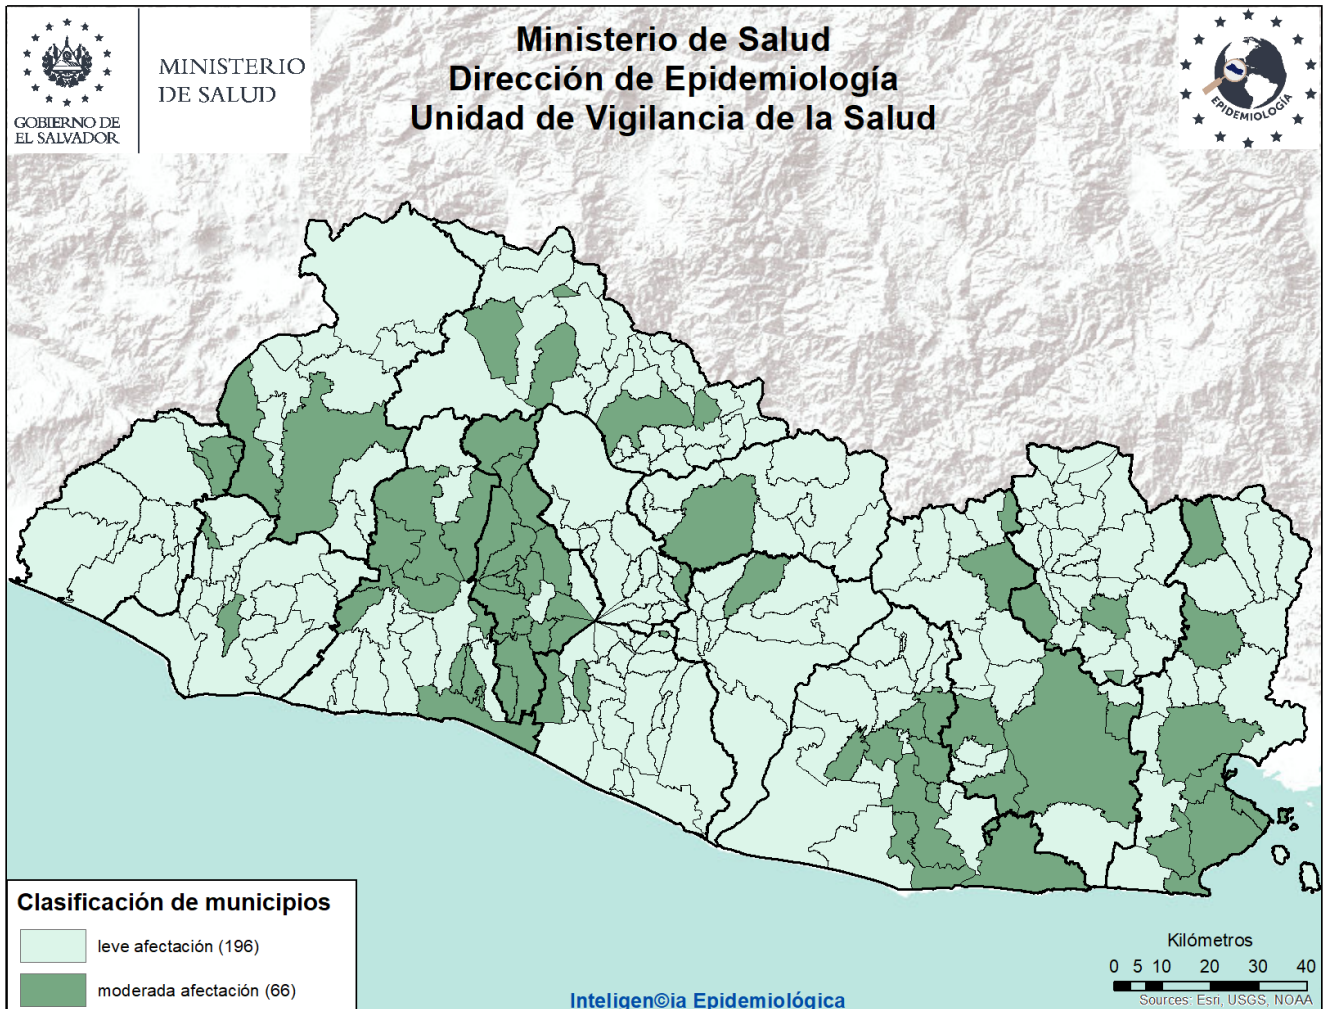 Ministerio de Salud
Dirección de Epidemiología
Unidad de Vigilancia de la Salud
GOBIERNO DE
EL SALVADOR
MINISTERIO
DE SALUD
EPIDEMIOLOGÍA
Clasificación de municipios
leve afectación (196)
moderada afectación (66)
Inteligen©ia Epidemiológica
Kilómetros
0 5 10 20 30 40
Sources: Esri, USGS, NOAA